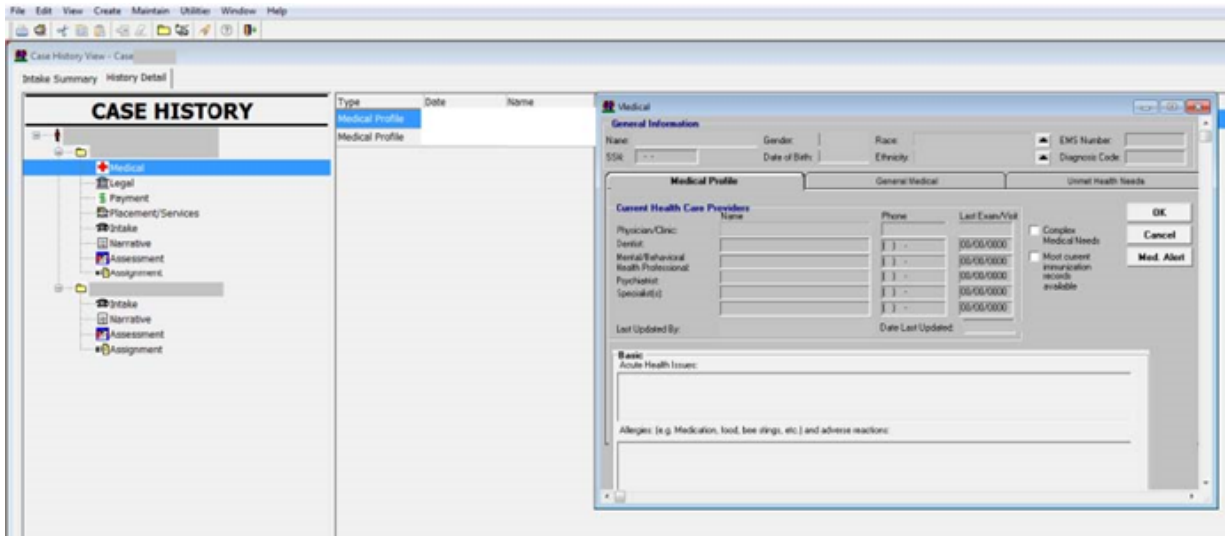 File Edit View Create Maintain Utilities Window Help
Case History View - Case
Intake Summary History Detail
CASE HISTORY
Medical
Legal
Payment
Placement/Services
Intake
Narrative
Assessment
Assignment
Intake
Narrative
Assessment
Assignment
Type Date Name
Medical Profile
Medical Profile
Medical
General Information
Name: Gender: Race: EMS Number:
SSN: - - Date of Birth: Ethnicity: Diagnosis Code:
Medical Profile General Medical Unmet Health Needs
Current Health Care Providers
Name Phone Last Exam/Visit
Physician/Clinic:
Dentist: ( ) - 00/00/0000
Mental/Behavioral
Health Professional: ( ) - 00/00/0000
Psychiatrist: ( ) - 00/00/0000
Specialist(s): ( ) - 00/00/0000
( ) - 00/00/0000
Last Updated By: Date Last Updated:
Complex
Medical Needs
Most current
immunization
records
available
OK
Cancel
Med. Alert
Basic
Acute Health Issues:
Allergies: (e.g. Medication, food, bee stings, etc.) and adverse reactions: